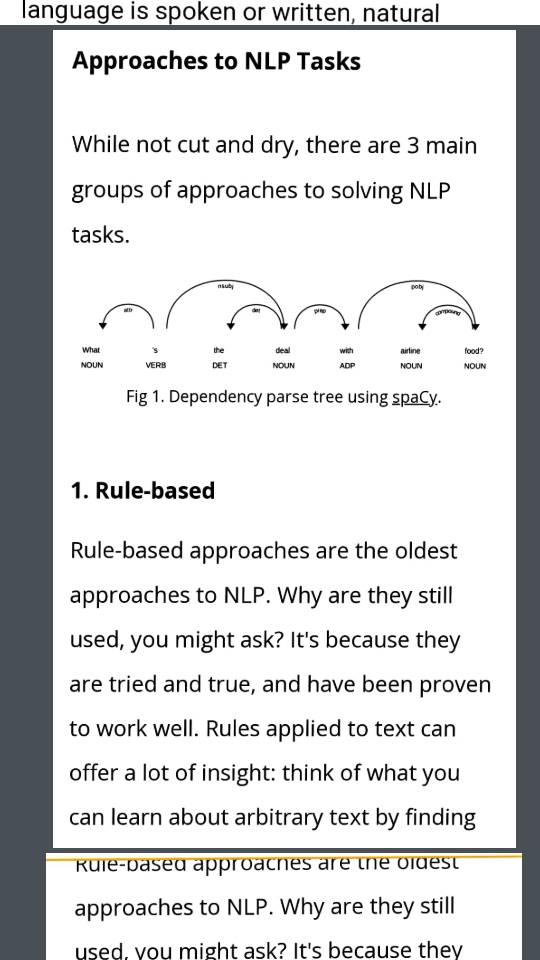 language is spoken or written, natural
Approaches to NLP Tasks
While not cut and dry, there are 3 main
groups of approaches to solving NLP
tasks.
nsubj pobj
attr det prep compound
What 's the deal with airline food?
NOUN VERB DET NOUN ADP NOUN NOUN
Fig 1. Dependency parse tree using spaCy.
1. Rule-based
Rule-based approaches are the oldest
approaches to NLP. Why are they still
used, you might ask? It's because they
are tried and true, and have been proven
to work well. Rules applied to text can
offer a lot of insight: think of what you
can learn about arbitrary text by finding
Rule-based approaches are the oldest
approaches to NLP. Why are they still
used, you might ask? It's because they